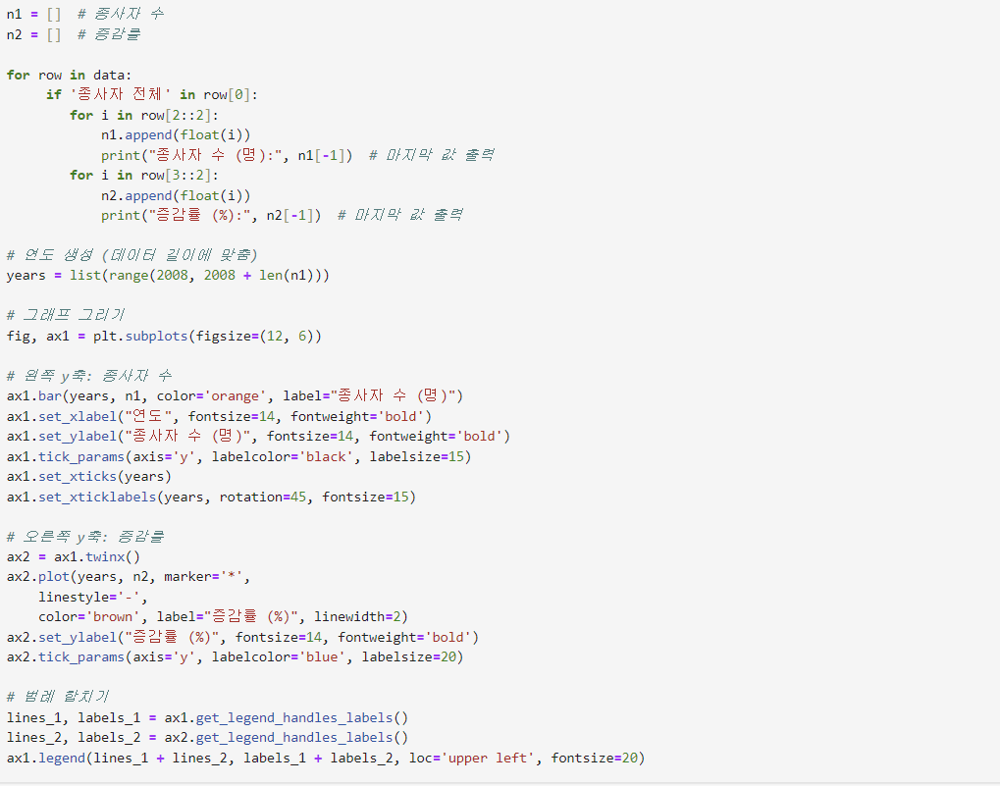 n1 = []  # 종사자 수
n2 = []  # 증감률
for row in data:
     if '종사자 전체' in row[0]:
        for i in row[2::2]:
            n1.append(float(i))
            print("종사자 수 (명):", n1[-1])  # 마지막 값 출력
        for i in row[3::2]:
            n2.append(float(i))
            print("증감률 (%):", n2[-1])  # 마지막 값 출력
# 연도 생성 (데이터 길이에 맞춤)
years = list(range(2008, 2008 + len(n1)))
# 그래프 그리기
fig, ax1 = plt.subplots(figsize=(12, 6))
# 왼쪽 y축: 종사자 수
ax1.bar(years, n1, color='orange', label="종사자 수 (명)")
ax1.set_xlabel("연도", fontsize=14, fontweight='bold')
ax1.set_ylabel("종사자 수 (명)", fontsize=14, fontweight='bold')
ax1.tick_params(axis='y', labelcolor='black', labelsize=15)
ax1.set_xticks(years)
ax1.set_xticklabels(years, rotation=45, fontsize=15)
# 오른쪽 y축: 증감률
ax2 = ax1.twinx()
ax2.plot(years, n2, marker='*',
    linestyle='-',
    color='brown', label="증감률 (%)", linewidth=2)
ax2.set_ylabel("증감률 (%)", fontsize=14, fontweight='bold')
ax2.tick_params(axis='y', labelcolor='blue', labelsize=20)
# 범례 합치기
lines_1, labels_1 = ax1.get_legend_handles_labels()
lines_2, labels_2 = ax2.get_legend_handles_labels()
ax1.legend(lines_1 + lines_2, labels_1 + labels_2, loc='upper left', fontsize=20)